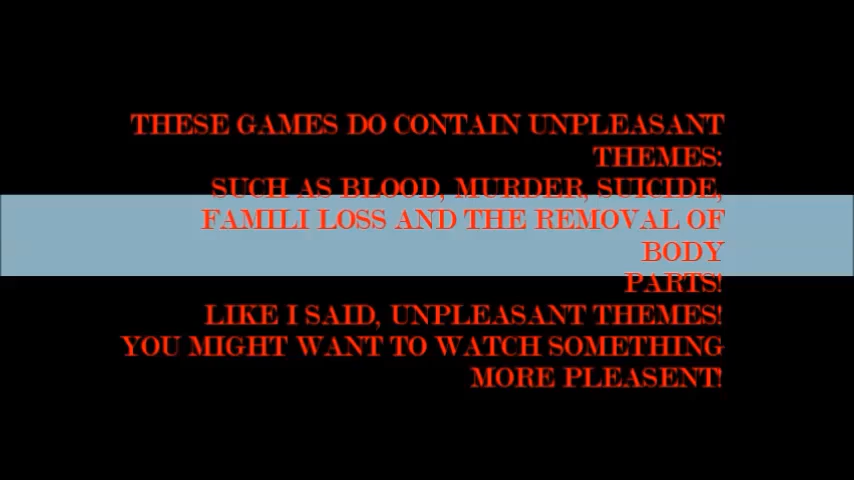 THESE GAMES DO CONTAIN UNPLEASANT
THEMES:
SUCH AS BLOOD, MURDER, SUICIDE,
FAMILI LOSS AND THE REMOVAL OF
BODY
PARTS!
LIKE I SAID, UNPLEASANT THEMES!
YOU MIGHT WANT TO WATCH SOMETHING
MORE PLEASENT!